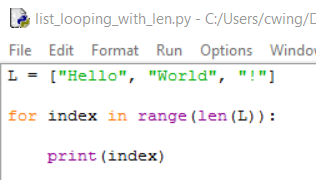 list_looping_with_len.py - C:/Users/cwing/D
File Edit Format Run Options Window
L = ["Hello", "World", "!"]
for index in range(len(L)):
    print(index)